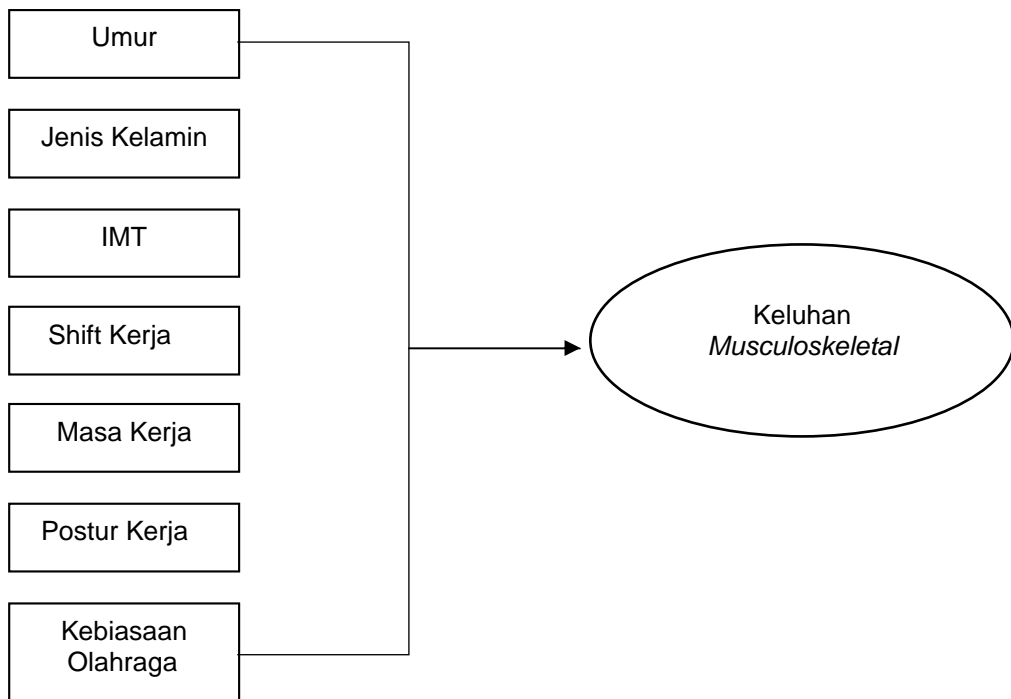 Umur
Jenis Kelamin
IMT
Shift Kerja
Masa Kerja
Postur Kerja
Kebiasaan
Olahraga
Keluhan
Musculoskeletal